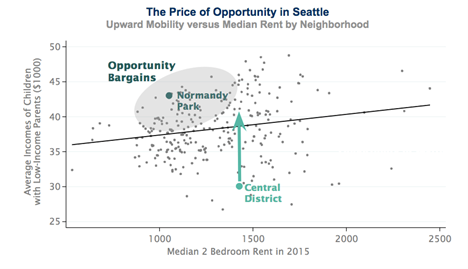 The Price of Opportunity in Seattle
Upward Mobility versus Median Rent by Neighborhood
Average Incomes of Children
with Low-Income Parents ($1000)
50
45
40
35
30
25
Opportunity
Bargains
Normandy
Park
Central
District
1000
1500
2000
2500
Median 2 Bedroom Rent in 2015